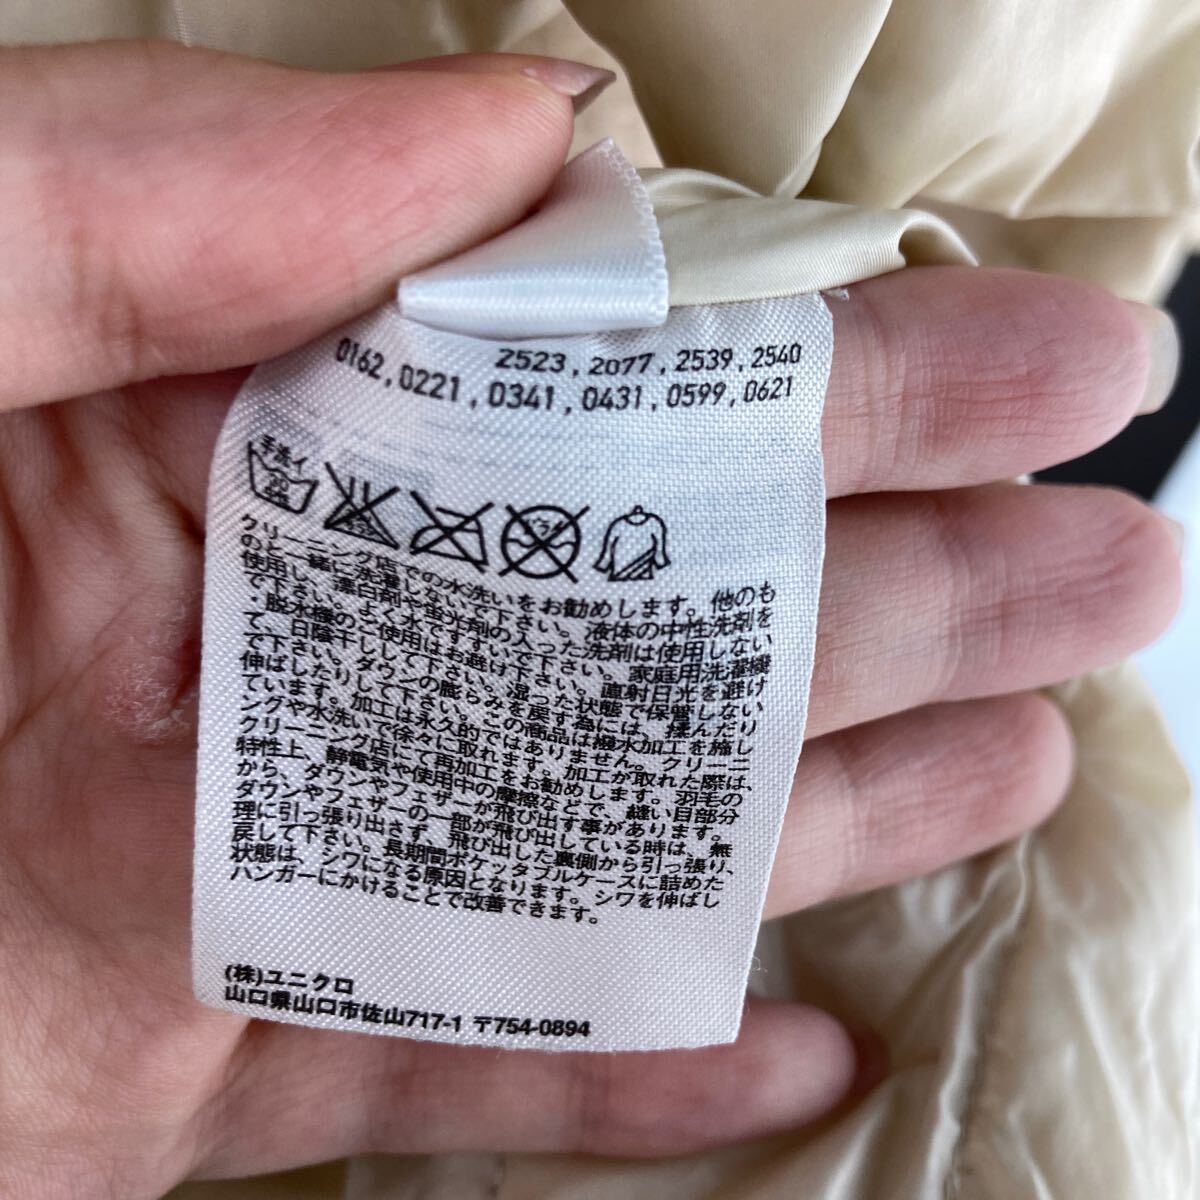 2523,2077,2539,2540
0162,0221,0341,0431,0599,0621
手洗イ
30
クリーニング店での水洗いをお勧めします。他のも
のと一緒に洗濯しないで下さい。液体の中性洗剤を
使用し、漂白剤や蛍光剤の入った洗剤は使用しない
で下さい。よく水ですすいで下さい。家庭用洗濯機
・脱水機のご使用はお避け下さい。直射日光を避け
て、日陰干しして下さい。湿った状態で保管しない
で下さい。ダウンの膨らみを戻す為には、揉んだり
伸ばしたりして下さい。この商品は撥水加工を施し
ています。加工は永久的ではありません。クリーニ
ングや水洗いで徐々に取れます。加工が取れた際は、
クリーニング店にて再加工をお勧めします。羽毛の
特性上、静電気や使用中の摩擦などで、縫い目部分
から、ダウンやフェザーが飛び出す事があります。
ダウンやフェザーの一部が飛び出している時は、無
理に引っ張り出さず、飛び出した裏側から引っ張り、
戻して下さい。長期間ポケッタブルケースに詰めた
状態は、シワになる原因となります。シワを伸ばし
ハンガーにかけることで改善できます。
(株)ユニクロ
山口県山口市佐山717-1 〒754-0894